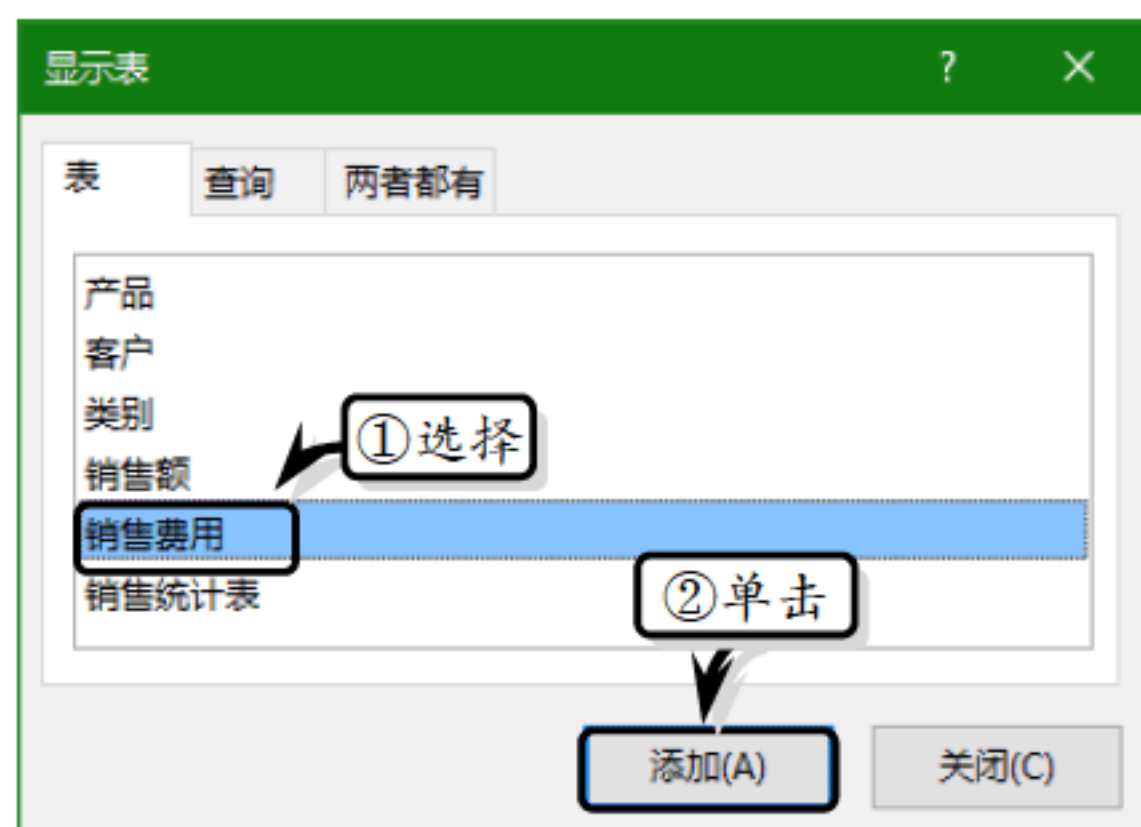 显示表 ? ×
表 查询 两者都有
产品
客户
类别
①选择
销售额
销售费用
销售统计表
②单击
添加(A) 关闭(C)